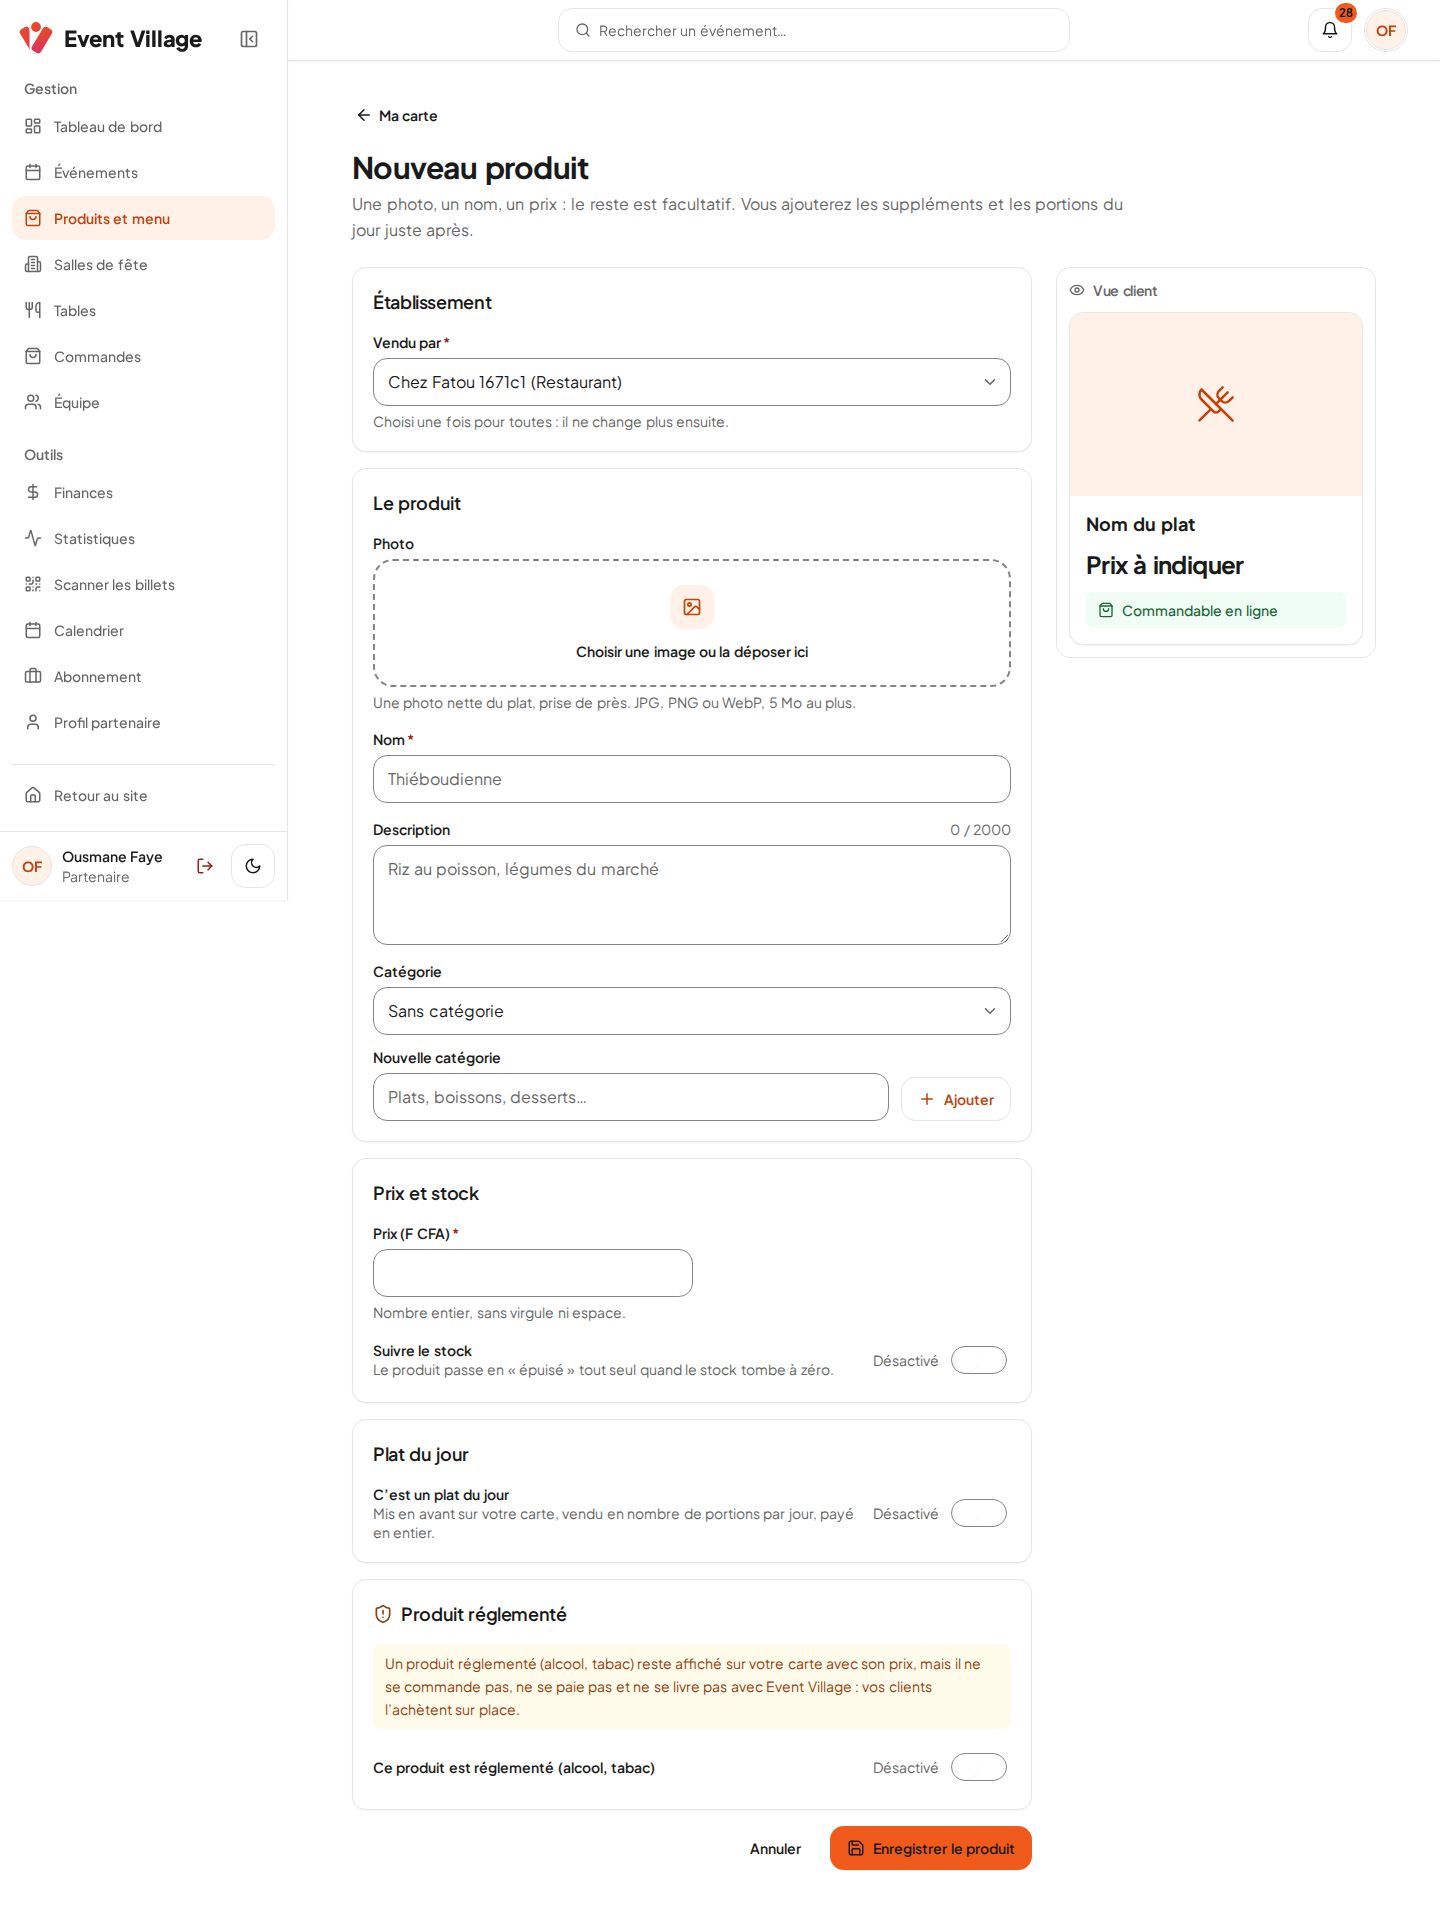 Event Village
Rechercher un événement...
28
OF
Gestion
Tableau de bord
Événements
Produits et menu
Salles de fête
Tables
Commandes
Équipe
Outils
Finances
Statistiques
Scanner les billets
Calendrier
Abonnement
Profil partenaire
Retour au site
OF
Ousmane Faye
Partenaire
Ma carte
Nouveau produit
Une photo, un nom, un prix : le reste est facultatif. Vous ajouterez les suppléments et les portions du
jour juste après.
Établissement
Vendu par *
Chez Fatou 1671c1 (Restaurant)
Choisi une fois pour toutes : il ne change plus ensuite.
Le produit
Photo
Choisir une image ou la déposer ici
Une photo nette du plat, prise de près. JPG, PNG ou WebP, 5 Mo au plus.
Nom *
Thiéboudienne
Description
0 / 2000
Riz au poisson, légumes du marché
Catégorie
Sans catégorie
Nouvelle catégorie
Plats, boissons, desserts...
Ajouter
Prix et stock
Prix (F CFA) *
Nombre entier, sans virgule ni espace.
Suivre le stock
Le produit passe en « épuisé » tout seul quand le stock tombe à zéro.
Désactivé
Plat du jour
C'est un plat du jour
Mis en avant sur votre carte, vendu en nombre de portions par jour, payé
en entier.
Désactivé
Produit réglementé
Un produit réglementé (alcool, tabac) reste affiché sur votre carte avec son prix, mais il ne
se commande pas, ne se paie pas et ne se livre pas avec Event Village : vos clients
l'achètent sur place.
Ce produit est réglementé (alcool, tabac)
Désactivé
Annuler
Enregistrer le produit
Vue client
Nom du plat
Prix à indiquer
Commandable en ligne